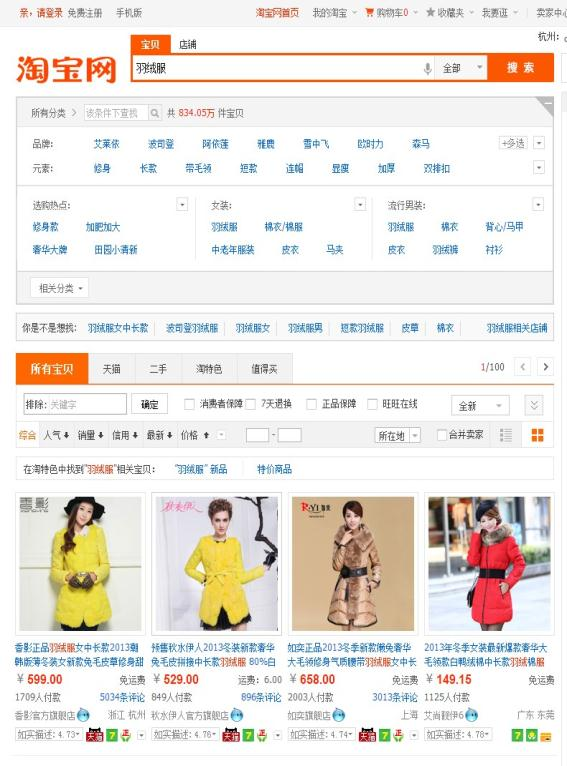 亲，请登录 免费注册 手机版 淘宝网首页 我的淘宝 购物车0 收藏夹 我要逛 卖家中心
宝贝 店铺 杭州:
淘宝网 羽绒服 全部 搜 索
所有分类 > 该条件下查找 共 834.05万 件宝贝
品牌: 艾莱依 波司登 阿依莲 雅鹿 雪中飞 欧时力 森马 +多选
元素: 修身 长款 带毛领 短款 连帽 显瘦 加厚 双排扣
选购热点: 女装: 流行男装:
修身款 加肥加大 羽绒服 棉衣/棉服 羽绒服 棉衣 背心/马甲
奢华大牌 田园小清新 中老年服装 皮衣 马夹 皮衣 羽绒裤 衬衫
相关分类
你是不是想找: 羽绒服女中长款 波司登羽绒服 羽绒服女 羽绒服男 短款羽绒服 皮草 棉衣 羽绒服相关店铺
所有宝贝 天猫 二手 淘特色 值得买 1/100 < >
排除: 关键字 确定 消费者保障 7天退换 正品保障 旺旺在线 全新
综合 人气 销量 信用 最新 价格 - 所在地 合并卖家
在淘特色中找到"羽绒服"相关宝贝: "羽绒服" 新品 特价商品
香影 秋水伊人 R·YI 如奕
香影正品羽绒服女中长款2013朝 预售秋水伊人2013冬装新款奢华 如奕正品2013冬季新款獭兔奢华 2013年冬季女装最新爆款奢华大
韩版薄冬装女新款兔毛皮草修身甜 兔毛皮拼接中长款羽绒服 80%白 大毛领修身气质腰带羽绒服女中长 毛领款白鸭绒棉中长款羽绒棉服
￥599.00 免运费 ￥529.00 运费: 6.00 ￥658.00 免运费 ￥149.15 免运费
1709人付款 5034条评论 849人付款 896条评论 2003人付款 3013条评论 1125人付款
香影官方旗舰店 浙江 杭州 秋水伊人官方旗舰店 如奕旗舰店 上海 艾尚靓伊6 广东 东莞
如实描述: 4.73 天猫 7 正 如实描述: 4.76 天猫 7 正 如实描述: 4.74 天猫 7 正 如实描述: 4.78 7